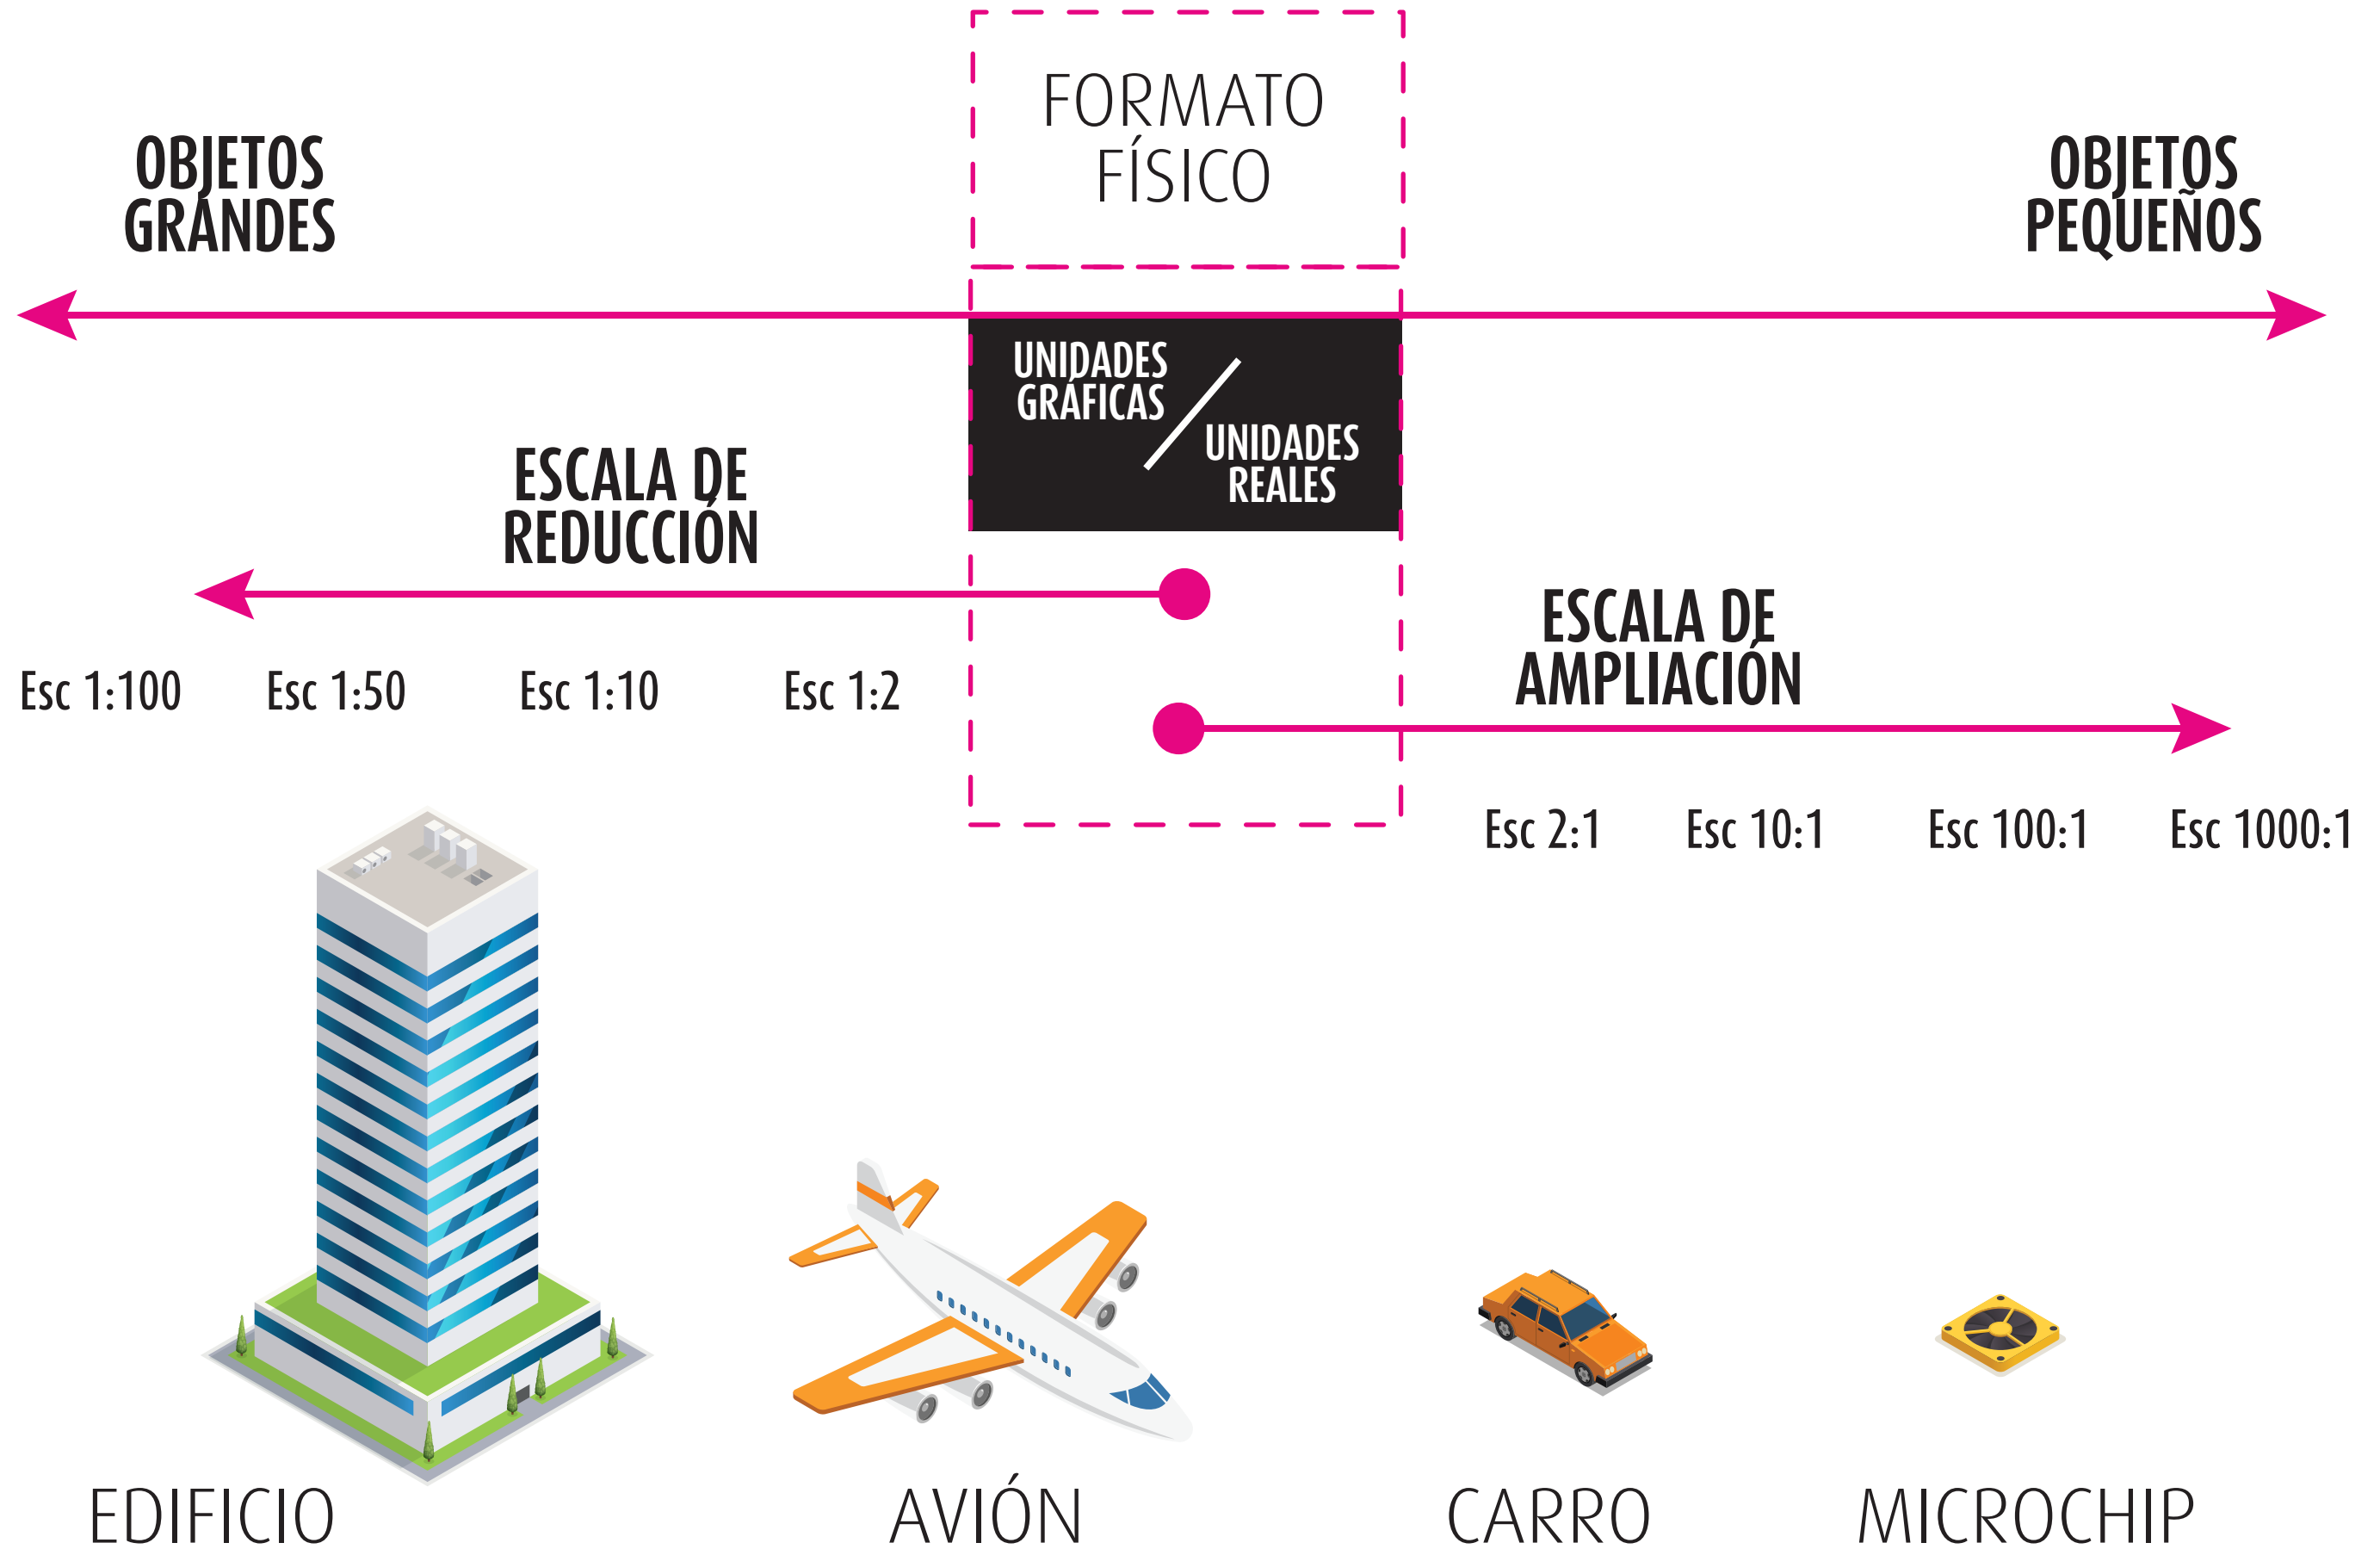 FORMATO
FÍSICO
OBJETOS
GRANDES
OBJETOS
PEQUEÑOS
UNIDADES
GRÁFICAS
UNIDADES
REALES
ESCALA DE
REDUCCIÓN
Esc 1:100
Esc 1:50
Esc 1:10
Esc 1:2
ESCALA DE
AMPLIACIÓN
Esc 2:1
Esc 10:1
Esc 100:1
Esc 1000:1
EDIFICIO
AVIÓN
CARRO
MICROCHIP